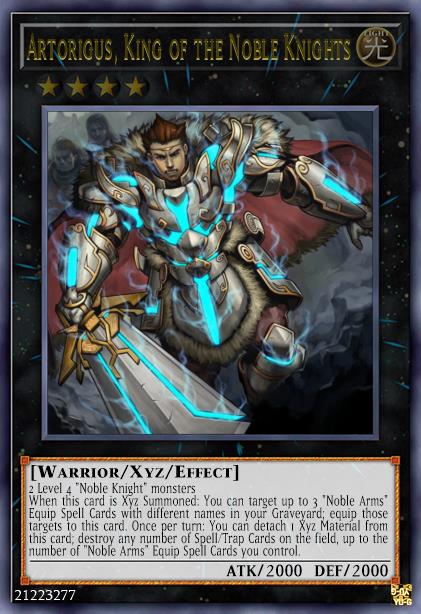 Artorigus, King of the Noble Knights
LIGHT
光
[Warrior/Xyz/Effect]
2 Level 4 "Noble Knight" monsters
When this card is Xyz Summoned: You can target up to 3 "Noble Arms"
Equip Spell Cards with different names in your Graveyard; equip those
targets to this card. Once per turn: You can detach 1 Xyz Material from
this card; destroy any number of Spell/Trap Cards on the field, up to the
number of "Noble Arms" Equip Spell Cards you control.
ATK/2000 DEF/2000
21223277